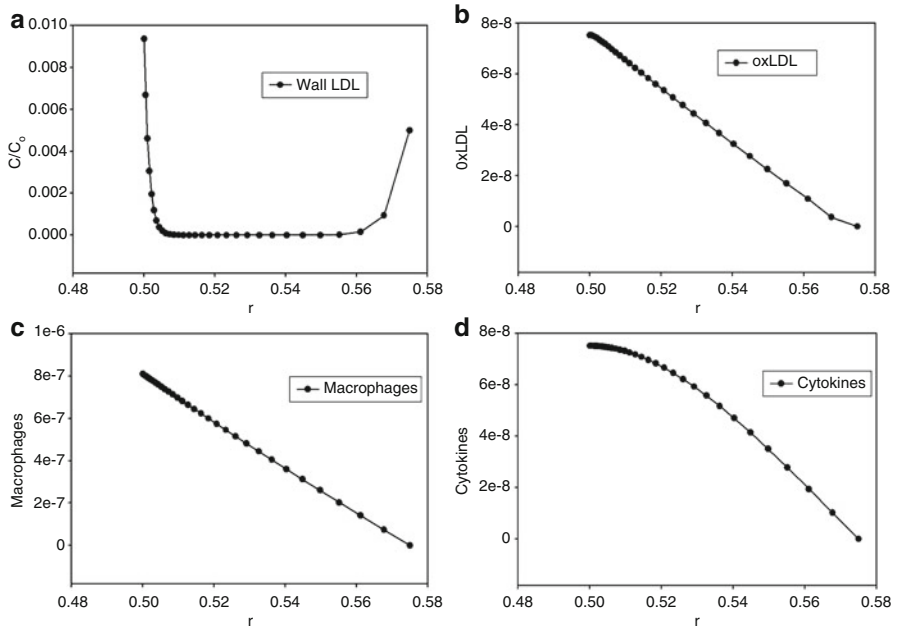 a
0.010
0.008
0.006
0.004
0.002
0.000
C/Co
Wall LDL
0.48 0.50 0.52 0.54 0.56 0.58
r
b
8e-8
6e-8
4e-8
2e-8
0
0xLDL
oxLDL
0.48 0.50 0.52 0.54 0.56 0.58
r
c
1e-6
8e-7
6e-7
4e-7
2e-7
0
Macrophages
Macrophages
0.48 0.50 0.52 0.54 0.56 0.58
r
d
8e-8
6e-8
4e-8
2e-8
0
Cytokines
Cytokines
0.48 0.50 0.52 0.54 0.56 0.58
r